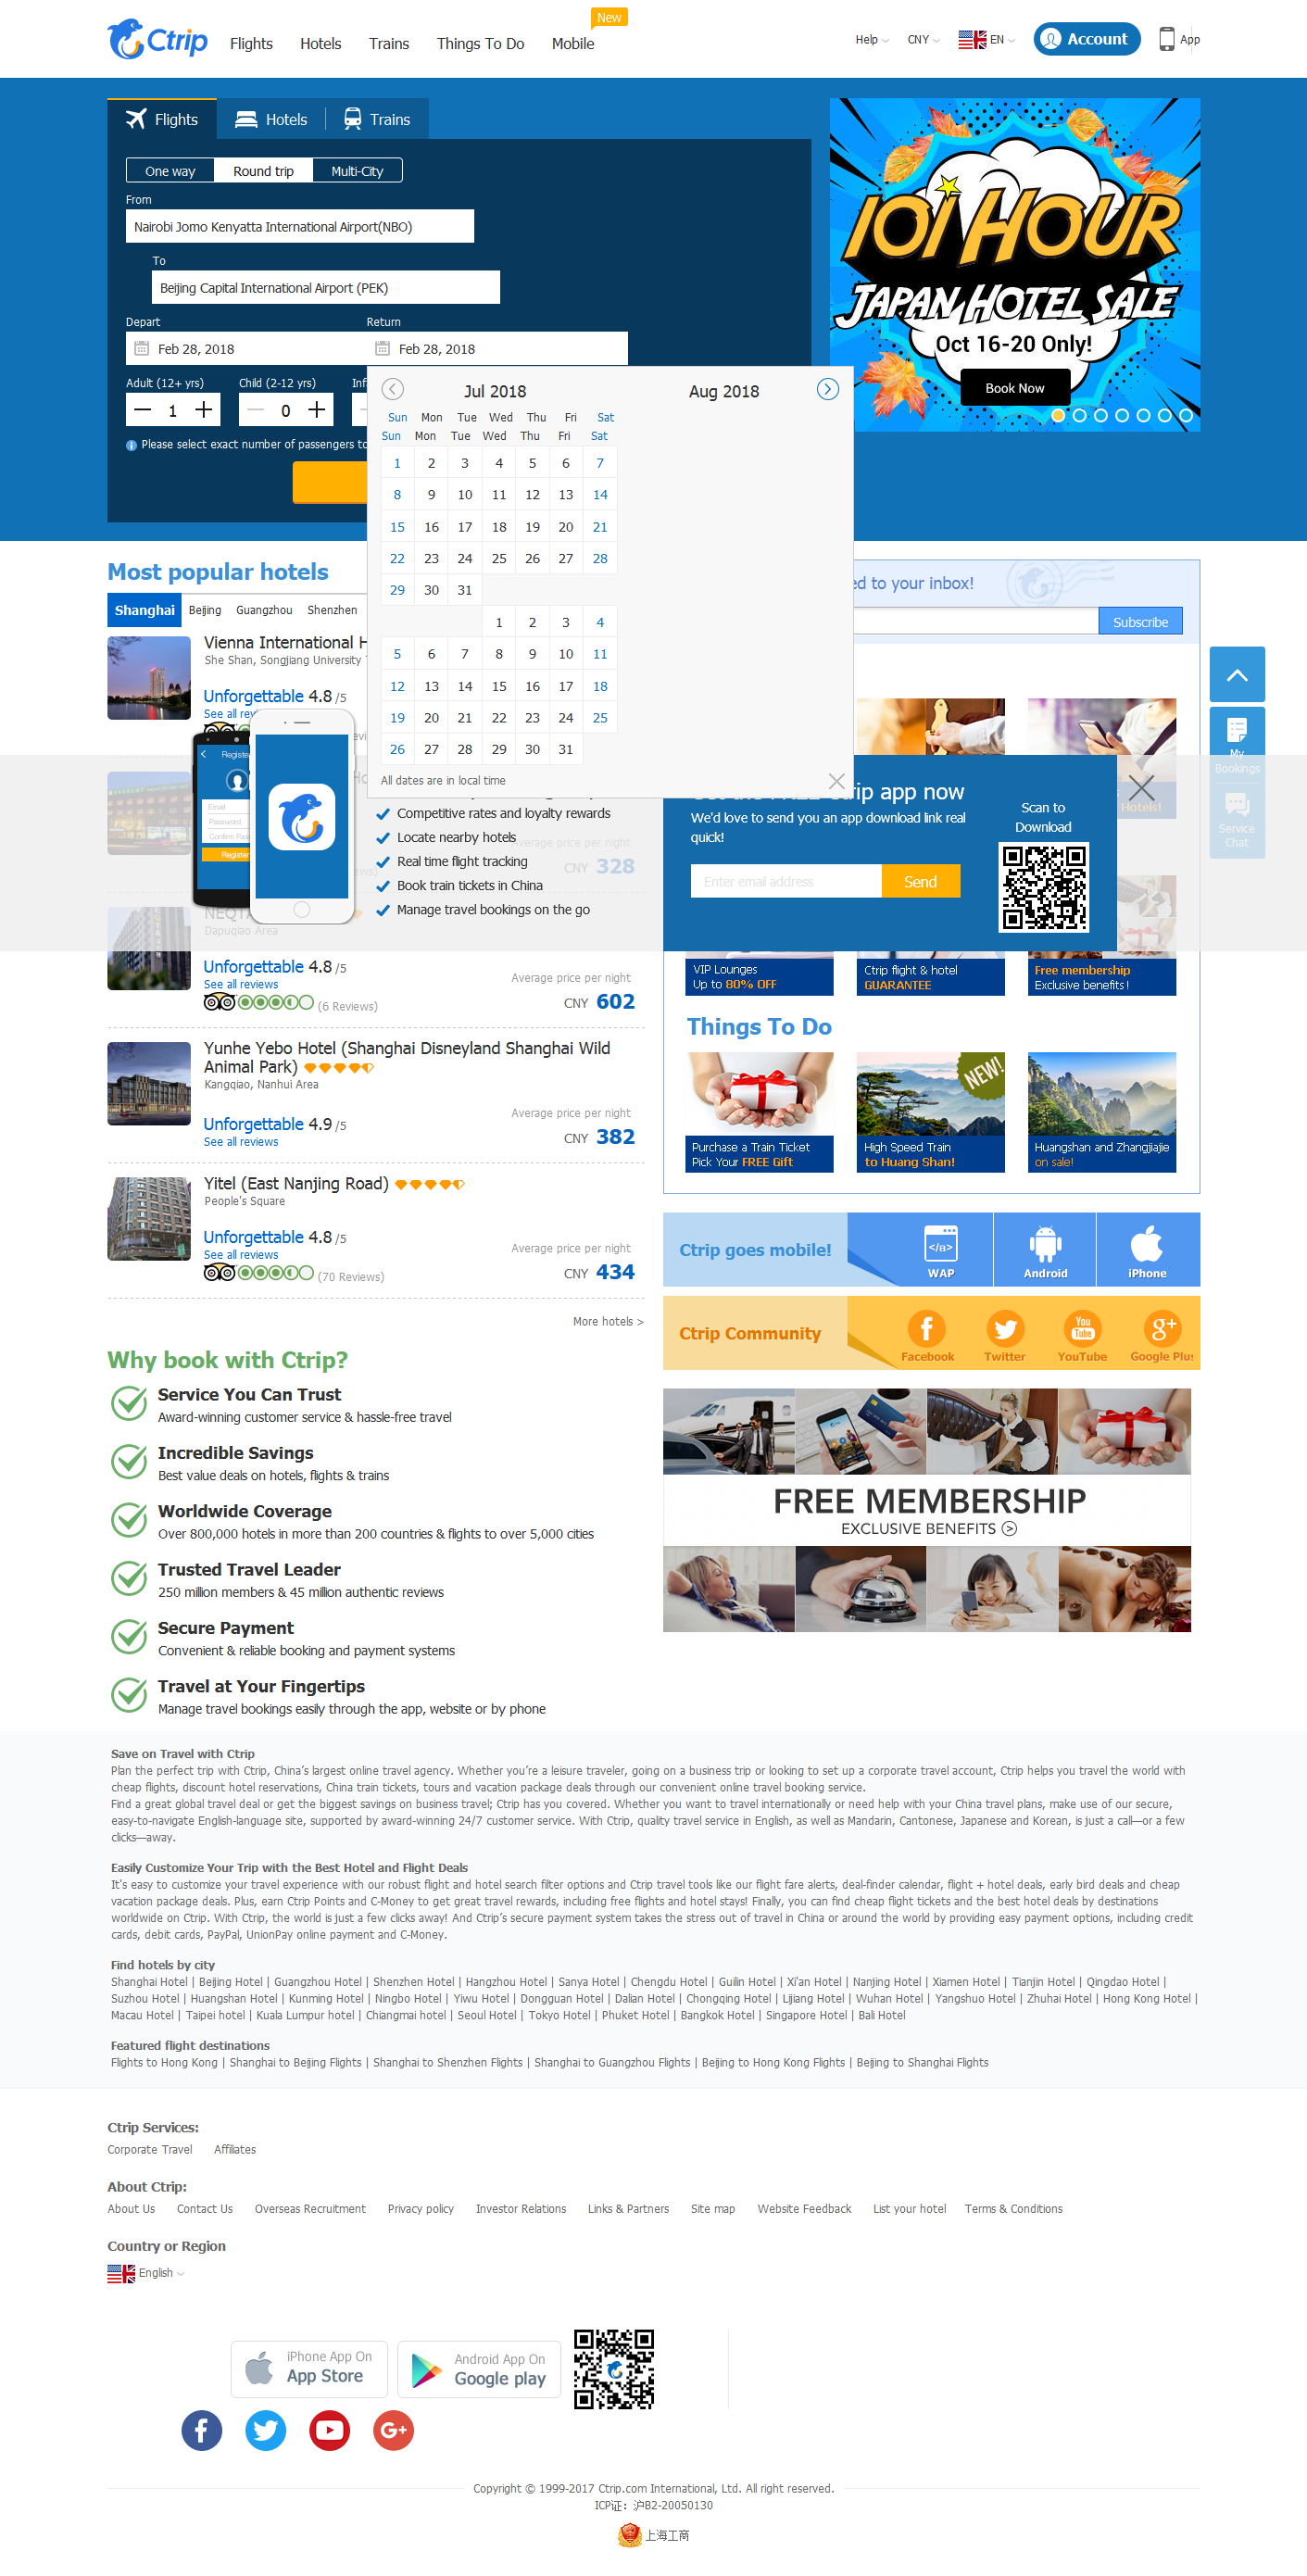 Ctrip
Flights
Hotels
Trains
Things To Do
Mobile
New
Help
CNY
EN
Account
App
Flights
Hotels
Trains
One way
Round trip
Multi-City
From
Nairobi Jomo Kenyatta International Airport(NBO)
To
Beijing Capital International Airport (PEK)
Depart
Return
Feb 28, 2018
Feb 28, 2018
Adult (12+ yrs)
Child (2-12 yrs)
1
0
Please select exact number of passengers
101 HOUR
JAPAN HOTEL SALE
Oct 16-20 Only!
Book Now
Jul 2018
Aug 2018
Sun Mon Tue Wed Thu Fri Sat
Sun Mon Tue Wed Thu Fri Sat
1 2 3 4 5 6 7
8 9 10 11 12 13 14
15 16 17 18 19 20 21
22 23 24 25 26 27 28
29 30 31
1 2 3 4
5 6 7 8 9 10 11
12 13 14 15 16 17 18
19 20 21 22 23 24 25
26 27 28 29 30 31
All dates are in local time
Most popular hotels
Shanghai
Beijing
Guangzhou
Shenzhen
Vienna International
She Shan, Songjiang University
Unforgettable 4.8 /5
See all
to your inbox!
Subscribe
My
Bookings
Service
Chat
Hotels!
Register
Email
Password
Register
Competitive rates and loyalty rewards
Locate nearby hotels
Real time flight tracking
Book train tickets in China
Manage travel bookings on the go
Average price per night
CNY 328
app now
We'd love to send you an app download link real
quick!
Enter email address
Send
Scan to
Download
Dapuqiao Area
Unforgettable 4.8 /5
See all reviews
(6 Reviews)
Average price per night
CNY 602
Yunhe Yebo Hotel (Shanghai Disneyland Shanghai Wild
Animal Park)
Kangqiao, Nanhui Area
Unforgettable 4.9 /5
See all reviews
Average price per night
CNY 382
Yitel (East Nanjing Road)
People's Square
Unforgettable 4.8 /5
See all reviews
(70 Reviews)
Average price per night
CNY 434
More hotels >
VIP Lounges
Up to 80% OFF
Ctrip flight & hotel
GUARANTEE
Free membership
Exclusive benefits!
Things To Do
Purchase a Train Ticket
Pick Your FREE Gift
NEW!
High Speed Train
to Huang Shan!
Huangshan and Zhangjiajie
on sale!
Ctrip goes mobile!
</a>
WAP
Android
iPhone
Ctrip Community
Facebook
Twitter
You
Tube
YouTube
g+
Google Plus
FREE MEMBERSHIP
EXCLUSIVE BENEFITS
Why book with Ctrip?
Service You Can Trust
Award-winning customer service & hassle-free travel
Incredible Savings
Best value deals on hotels, flights & trains
Worldwide Coverage
Over 800,000 hotels in more than 200 countries & flights to over 5,000 cities
Trusted Travel Leader
250 million members & 45 million authentic reviews
Secure Payment
Convenient & reliable booking and payment systems
Travel at Your Fingertips
Manage travel bookings easily through the app, website or by phone
Save on Travel with Ctrip
Plan the perfect trip with Ctrip, China's largest online travel agency. Whether you're a leisure traveler, going on a business trip or looking to set up a corporate travel account, Ctrip helps you travel the world with
cheap flights, discount hotel reservations, China train tickets, tours and vacation package deals through our convenient online travel booking service.
Find a great global travel deal or get the biggest savings on business travel; Ctrip has you covered. Whether you want to travel internationally or need help with your China travel plans, make use of our secure,
easy-to-navigate English-language site, supported by award-winning 24/7 customer service. With Ctrip, quality travel service in English, as well as Mandarin, Cantonese, Japanese and Korean, is just a call—or a few
clicks—away.
Easily Customize Your Trip with the Best Hotel and Flight Deals
It's easy to customize your travel experience with our robust flight and hotel search filter options and Ctrip travel tools like our flight fare alerts, deal-finder calendar, flight + hotel deals, early bird deals and cheap
vacation package deals. Plus, earn Ctrip Points and C-Money to get great travel rewards, including free flights and hotel stays! Finally, you can find cheap flight tickets and the best hotel deals by destinations
worldwide on Ctrip. With Ctrip, the world is just a few clicks away! And Ctrip's secure payment system takes the stress out of travel in China or around the world by providing easy payment options, including credit
cards, debit cards, PayPal, UnionPay online payment and C-Money.
Find hotels by city
Shanghai Hotel | Beijing Hotel | Guangzhou Hotel | Shenzhen Hotel | Hangzhou Hotel | Sanya Hotel | Chengdu Hotel | Guilin Hotel | Xi'an Hotel | Nanjing Hotel | Xiamen Hotel | Tianjin Hotel | Qingdao Hotel |
Suzhou Hotel | Huangshan Hotel | Kunming Hotel | Ningbo Hotel | Yiwu Hotel | Dongguan Hotel | Dalian Hotel | Chongqing Hotel | Lijiang Hotel | Wuhan Hotel | Yangshuo Hotel | Zhuhai Hotel | Hong Kong Hotel |
Macau Hotel | Taipei hotel | Kuala Lumpur hotel | Chiangmai hotel | Seoul Hotel | Tokyo Hotel | Phuket Hotel | Bangkok Hotel | Singapore Hotel | Bali Hotel
Featured flight destinations
Flights to Hong Kong | Shanghai to Beijing Flights | Shanghai to Shenzhen Flights | Shanghai to Guangzhou Flights | Beijing to Hong Kong Flights | Beijing to Shanghai Flights
Ctrip Services:
Corporate Travel
Affiliates
About Ctrip:
About Us
Contact Us
Overseas Recruitment
Privacy policy
Investor Relations
Links & Partners
Site map
Website Feedback
List your hotel
Terms & Conditions
Country or Region
English
iPhone App On
App Store
Android App On
Google play
G+
Copyright © 1999-2017 Ctrip.com International, Ltd. All right reserved.
ICP证：沪B2-20050130
上海工商